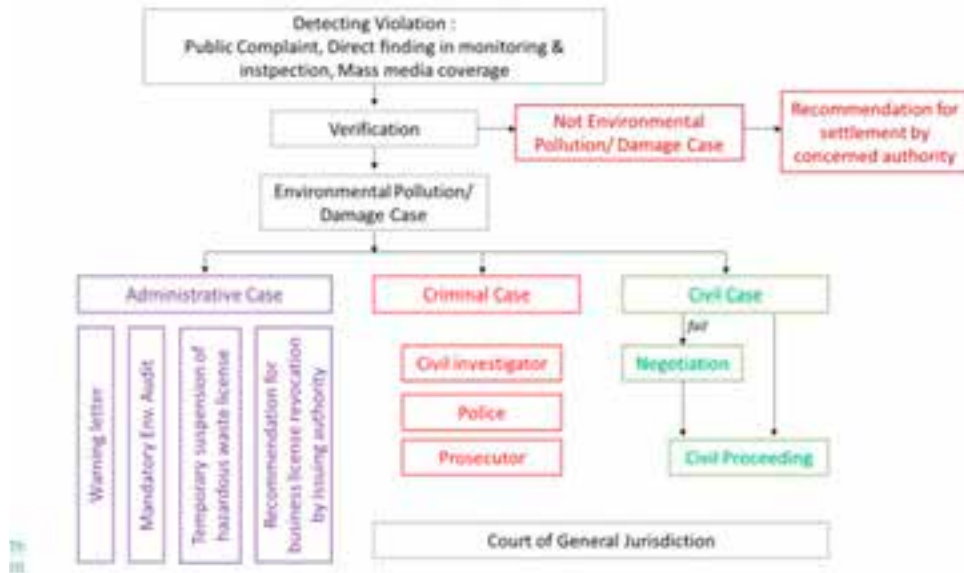 Detecting Violation :
Public Complaint, Direct finding in monitoring &
instpection, Mass media coverage
Verification
Not Environmental
Pollution/ Damage Case
Recommendation for
settlement by
concerned authority
Environmental Pollution/
Damage Case
Administrative Case
Criminal Case
Civil Case
Warning letter
Mandatory Env. Audit
Temporary suspension of
hazardous waste license
Recommendation for
business license revocation
by issuing authority
Civil investigator
Police
Prosecutor
fail
Negotiation
Civil Proceeding
Court of General Jurisdiction